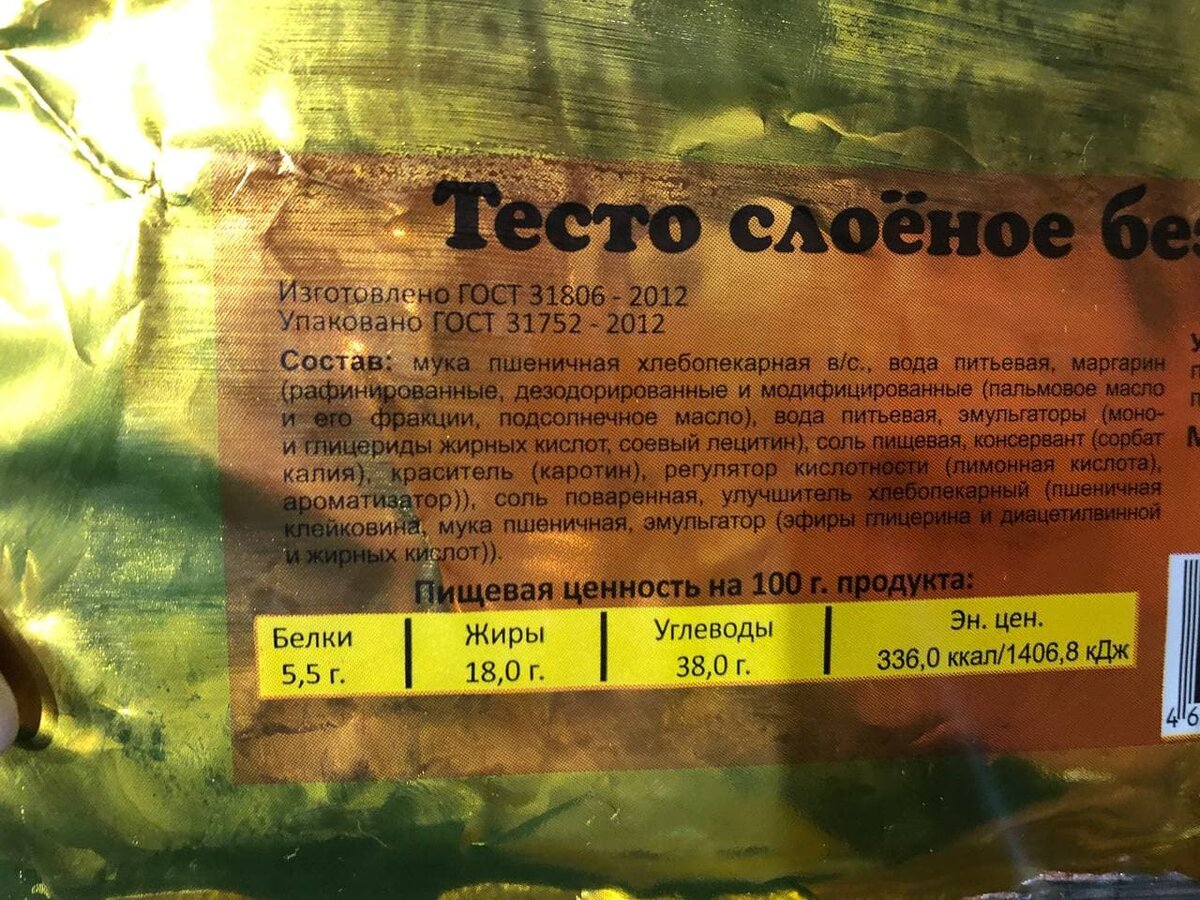 Тесто слоёное без
Изготовлено ГОСТ 31806 - 2012
Упаковано ГОСТ 31752 - 2012
Состав: мука пшеничная хлебопекарная в/с., вода питьевая, маргарин
(рафинированные, дезодорированные и модифицированные (пальмовое масло
и его фракции, подсолнечное масло), вода питьевая, эмульгаторы (моно-
и глицериды жирных кислот, соевый лецитин), соль пищевая, консервант (сорбат
калия), краситель (каротин), регулятор кислотности (лимонная кислота),
ароматизатор)), соль поваренная, улучшитель хлебопекарный (пшеничная
клейковина, мука пшеничная, эмульгатор (эфиры глицерина и диацетилвинной
и жирных кислот)).
Пищевая ценность на 100 г. продукта:
Белки Жиры Углеводы Эн. цен.
5,5 г. 18,0 г. 38,0 г. 336,0 ккал/1406,8 кДж
46